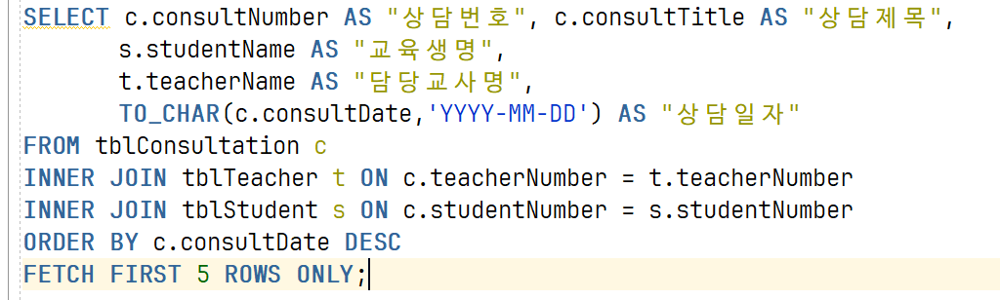 SELECT c.consultNumber AS "상담번호", c.consultTitle AS "상담제목",
s.studentName AS "교육생명",
t.teacherName AS "담당교사명",
TO_CHAR(c.consultDate,'YYYY-MM-DD') AS "상담일자"
FROM tblConsultation c
INNER JOIN tblTeacher t ON c.teacherNumber = t.teacherNumber
INNER JOIN tblStudent s ON c.studentNumber = s.studentNumber
ORDER BY c.consultDate DESC
FETCH FIRST 5 ROWS ONLY;